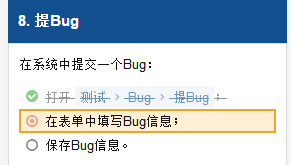 8. 提Bug
在系统中提交一个Bug：
打开 测试 > Bug > 提Bug ；
在表单中填写Bug信息；
保存Bug信息。